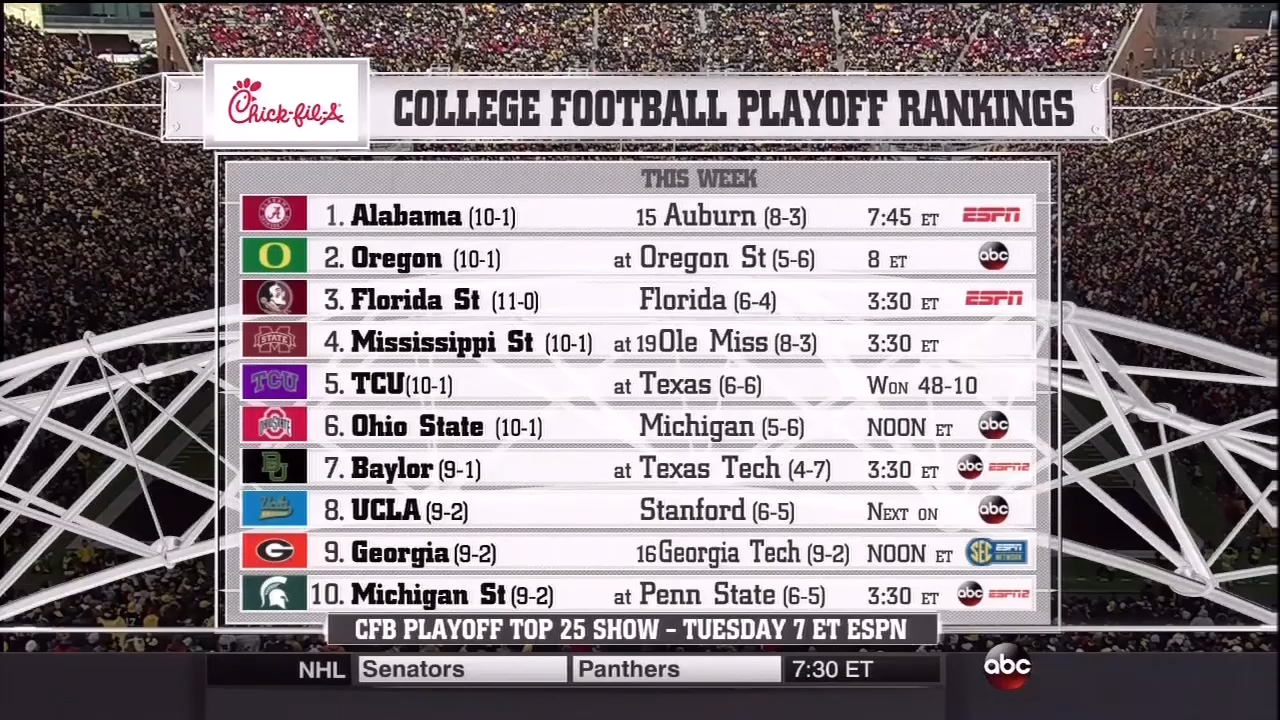 Chick-fil-A COLLEGE FOOTBALL PLAYOFF RANKINGS
THIS WEEK
A 1. Alabama (10-1) 15 Auburn (8-3) 7:45 ET ESPN
O 2. Oregon (10-1) at Oregon St (5-6) 8 ET abc
3. Florida St (11-0) Florida (6-4) 3:30 ET ESPN
STATE 4. Mississippi St (10-1) at 19 Ole Miss (8-3) 3:30 ET
TCU 5. TCU (10-1) at Texas (6-6) WON 48-10
OHIO STATE 6. Ohio State (10-1) Michigan (5-6) NOON ET abc
BU 7. Baylor (9-1) at Texas Tech (4-7) 3:30 ET abc ESPN2
Ucla 8. UCLA (9-2) Stanford (6-5) NEXT ON abc
G 9. Georgia (9-2) 16 Georgia Tech (9-2) NOON ET SEC ESPN NETWORK
10. Michigan St (9-2) at Penn State (6-5) 3:30 ET abc ESPN2
CFB PLAYOFF TOP 25 SHOW - TUESDAY 7 ET ESPN
NHL Senators Panthers 7:30 ET abc